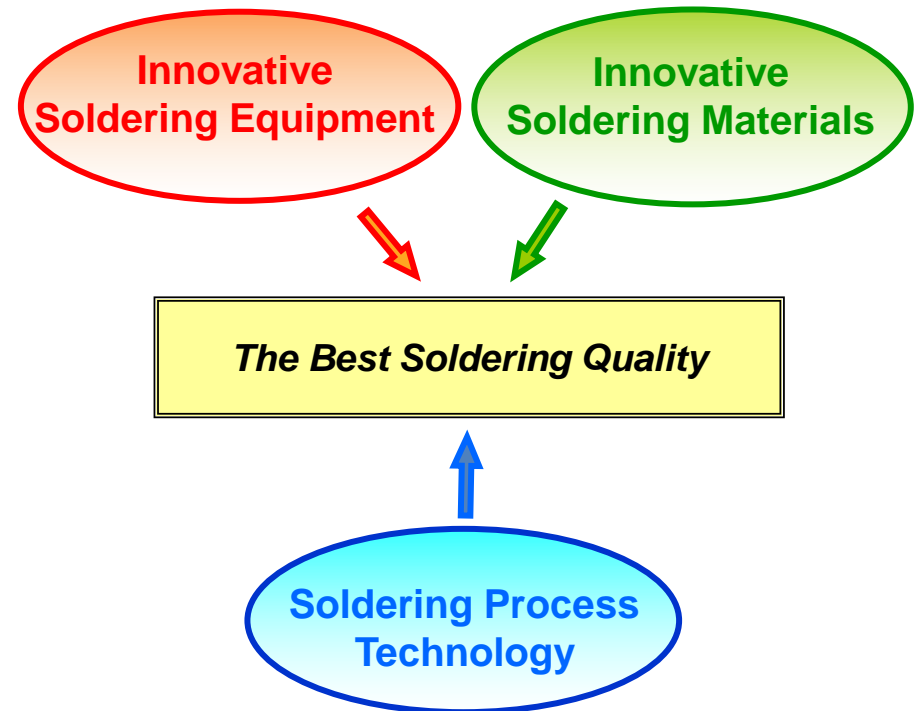 Innovative
Soldering Equipment
Innovative
Soldering Materials
The Best Soldering Quality
Soldering Process
Technology